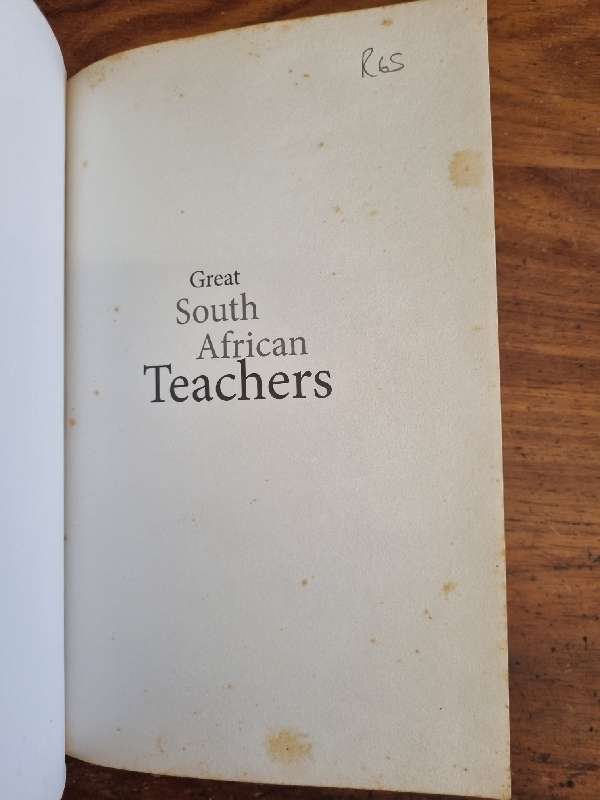 R65
Great
South
African
Teachers